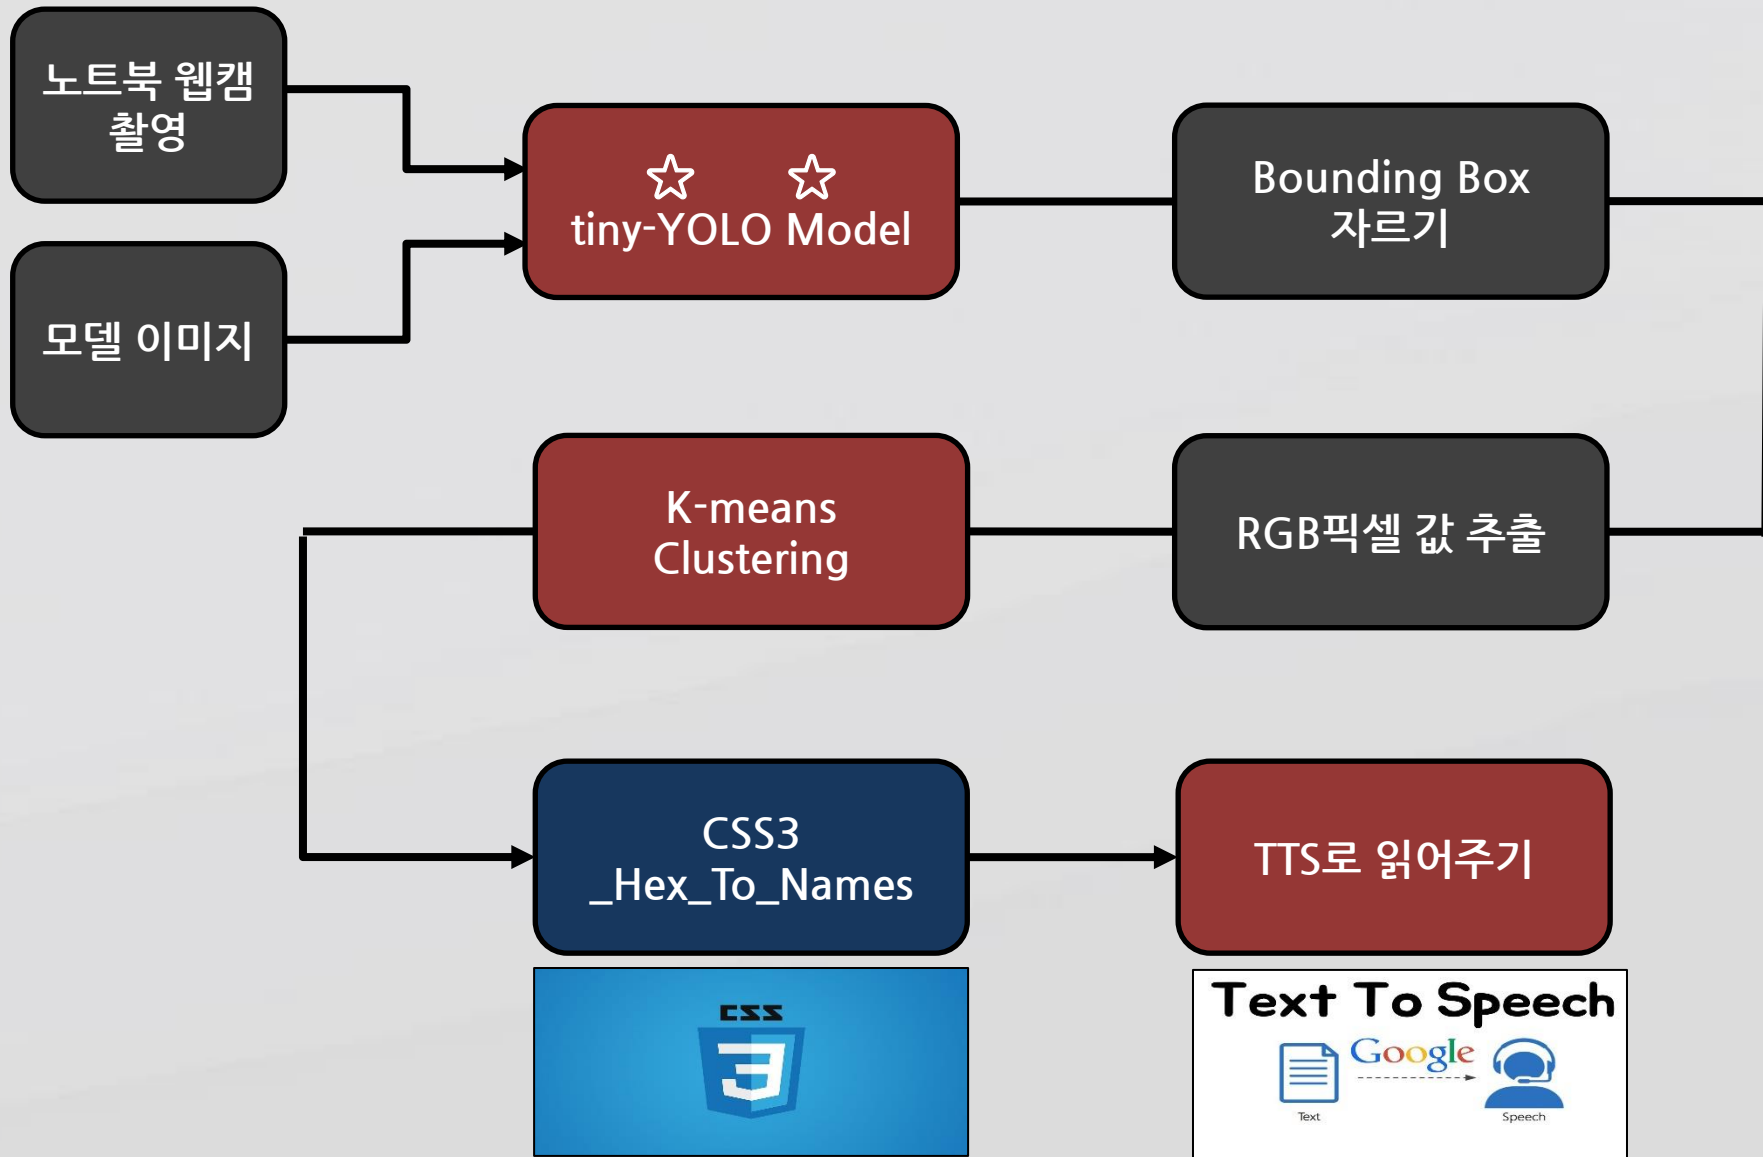 노트북 웹캠
촬영
모델 이미지
☆ ☆
tiny-YOLO Model
Bounding Box
자르기
K-means
Clustering
RGB픽셀 값 추출
CSS3
_Hex_To_Names
TTS로 읽어주기
CSS
3
Text To Speech
Google
Text
Speech